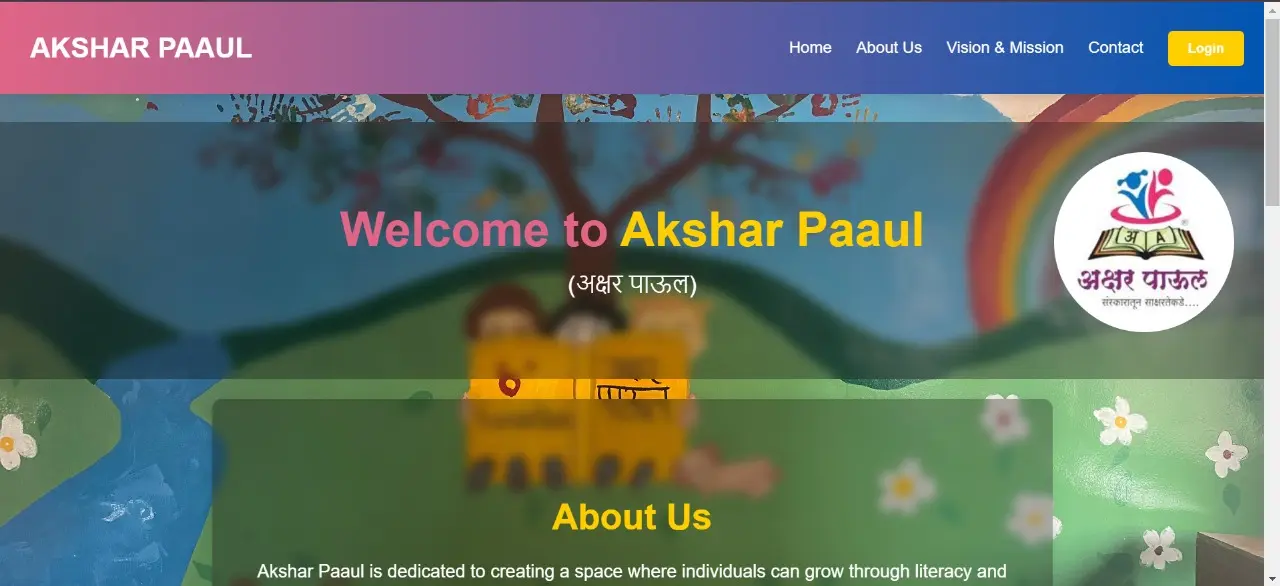 AKSHAR PAAUL
Home About Us Vision & Mission Contact Login
Welcome to Akshar Paaul
(अक्षर पाऊल)
अ A
अक्षर पाऊल
संस्कारातून साक्षरतेकडे....
About Us
Akshar Paaul is dedicated to creating a space where individuals can grow through literacy and